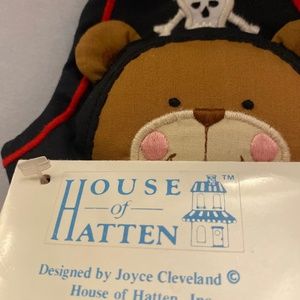 HOUSE
of
HATTEN
TM
Designed by Joyce Cleveland ©
House of Hatten, Inc.